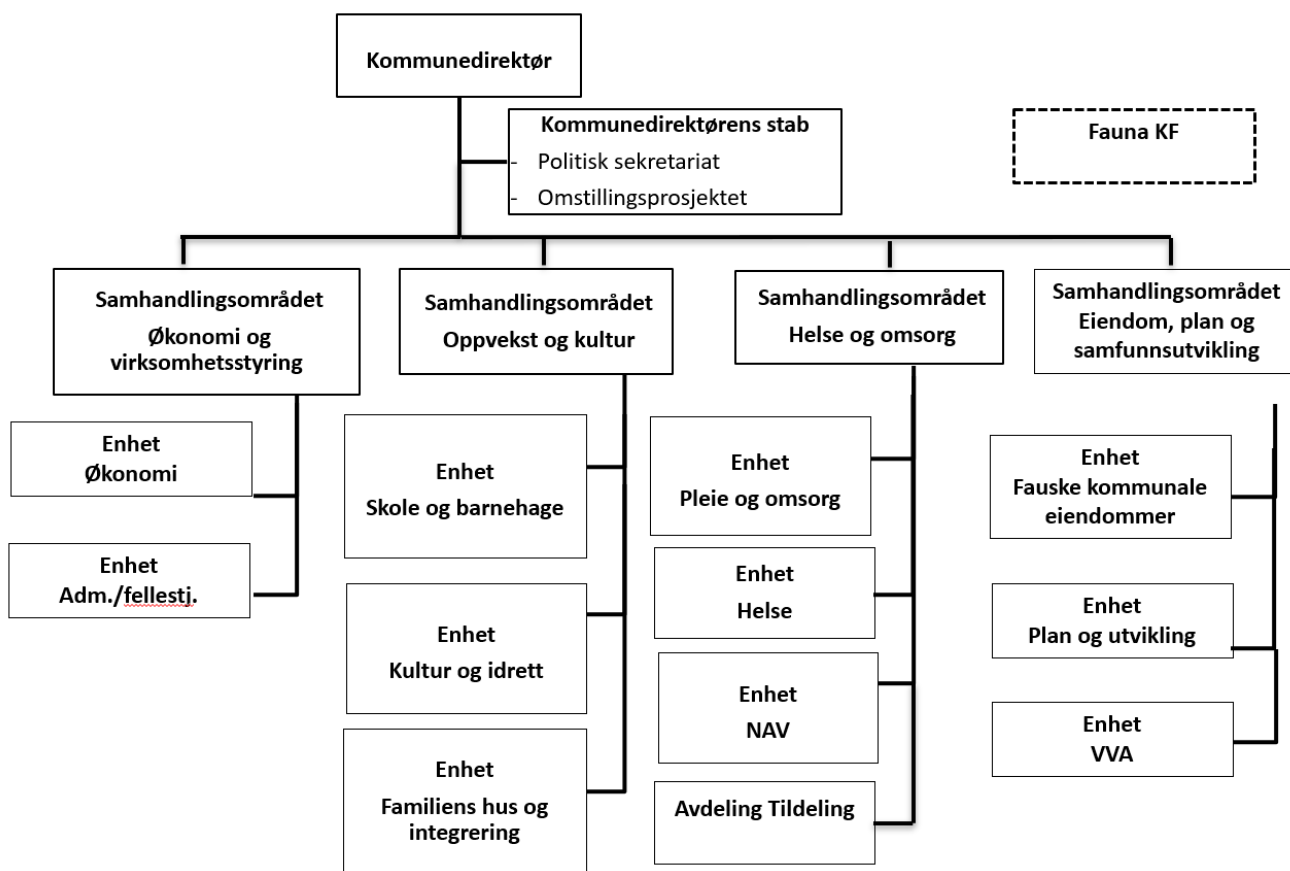 Kommunedirektør
Kommunedirektørens stab
- Politisk sekretariat
- Omstillingsprosjektet
Fauna KF
Samhandlingsområdet
Økonomi og
virksomhetsstyring
Samhandlingsområdet
Oppvekst og kultur
Samhandlingsområdet
Helse og omsorg
Samhandlingsområdet
Eiendom, plan og
samfunnsutvikling
Enhet
Økonomi
Enhet
Adm./fellestj.
Enhet
Skole og barnehage
Enhet
Kultur og idrett
Enhet
Familiens hus og
integrering
Enhet
Pleie og omsorg
Enhet
Helse
Enhet
NAV
Avdeling Tildeling
Enhet
Fauske kommunale
eiendommer
Enhet
Plan og utvikling
Enhet
VVA